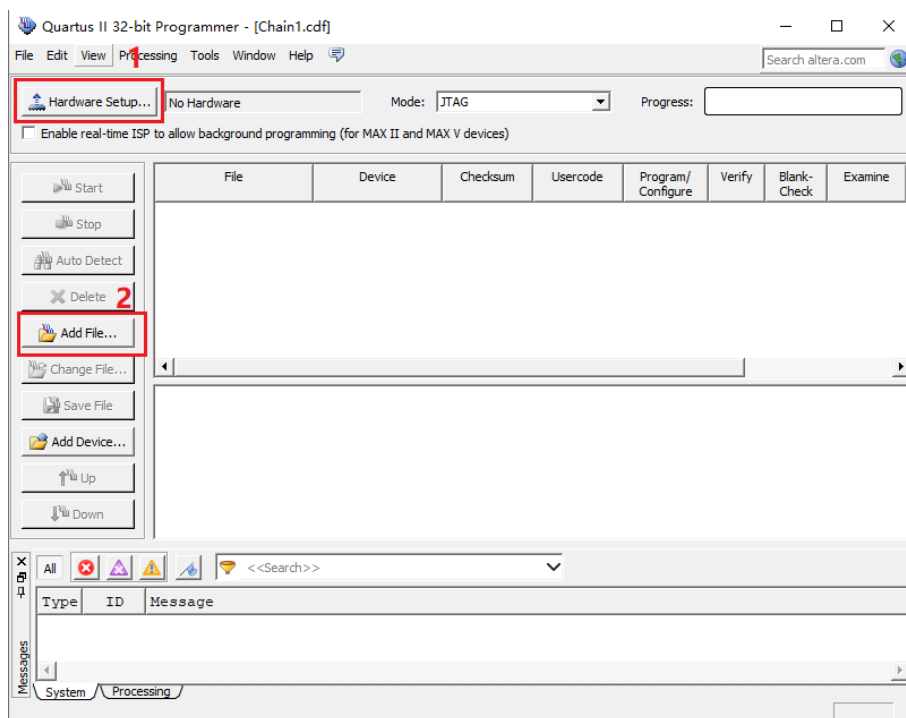 Quartus II 32-bit Programmer - [Chain1.cdf]
File Edit View Processing Tools Window Help
Search altera.com
1
Hardware Setup... No Hardware Mode: JTAG Progress:
Enable real-time ISP to allow background programming (for MAX II and MAX V devices)
File Device Checksum Usercode Program/ Verify Blank- Examine
Configure Check
Start
Stop
Auto Detect
Delete
2
Add File...
Change File...
Save File
Add Device...
Up
Down
All <<Search>>
Type ID Message
Messages
System Processing